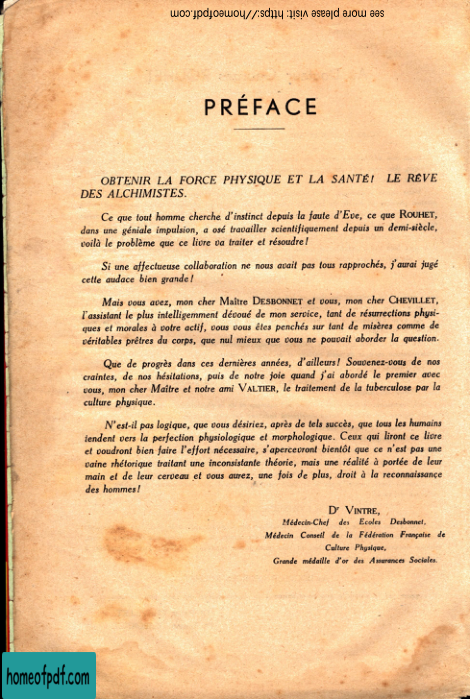 see more please visit: https://homeofpdf.com
PRÉFACE
OBTENIR LA FORCE PHYSIQUE ET LA SANTÉ! LE RÊVE
DES ALCHIMISTES.
Ce que tout homme cherche d'instinct depuis la faute d'Eve, ce que ROUHET,
dans une géniale impulsion, a osé travailler scientifiquement depuis un demi-siècle,
voilà le problème que ce livre va traiter et résoudre!
Si une affectueuse collaboration ne nous avait pas tous rapprochés, j'aurai jugé
cette audace bien grande!
Mais vous avez, mon cher Maître DESBONNET et vous, mon cher CHEVILLET,
l'assistant le plus intelligemment dévoué de mon service, tant de résurrections physi-
ques et morales à votre actif, vous vous êtes penchés sur tant de misères comme de
véritables prêtres du corps, que nul mieux que vous ne pouvait aborder la question.
Que de progrès dans ces dernières années, d'ailleurs! Souvenez-vous de nos
craintes, de nos hésitations, puis de notre joie quand j'ai abordé le premier avec
vous, mon cher Maître et notre ami VALTIER, le traitement de la tuberculose par la
culture physique.
N'est-il pas logique, que vous désiriez, après de tels succès, que tous les humains
tendent vers la perfection physiologique et morphologique. Ceux qui liront ce livre
et voudront bien faire l'effort nécessaire, s'apercevront bientôt que ce n'est pas une
vaine rhétorique traitant une inconsistante théorie, mais une réalité à portée de leur
main et de leur cerveau et vous aurez, une fois de plus, droit à la reconnaissance
des hommes!
Dr VINTRE,
Médecin-Chef des Ecoles Desbonnet,
Médecin Conseil de la Fédération Française de
Culture Physique,
Grande médaille d'or des Assurances Sociales.
homeofpdf.com